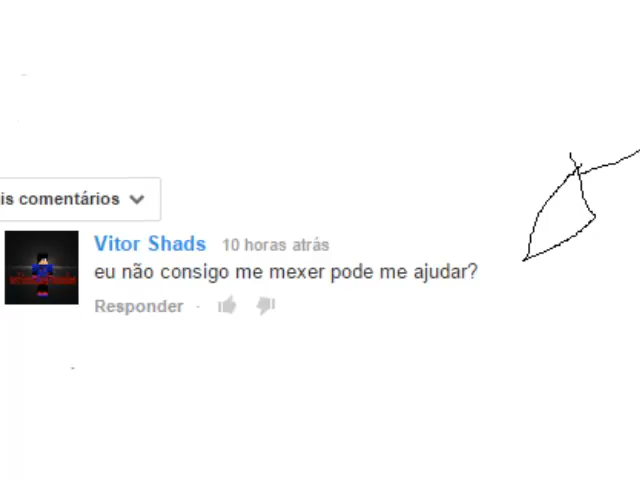 is comentários
Vitor Shads 10 horas atrás
eu não consigo me mexer pode me ajudar?
Responder ·